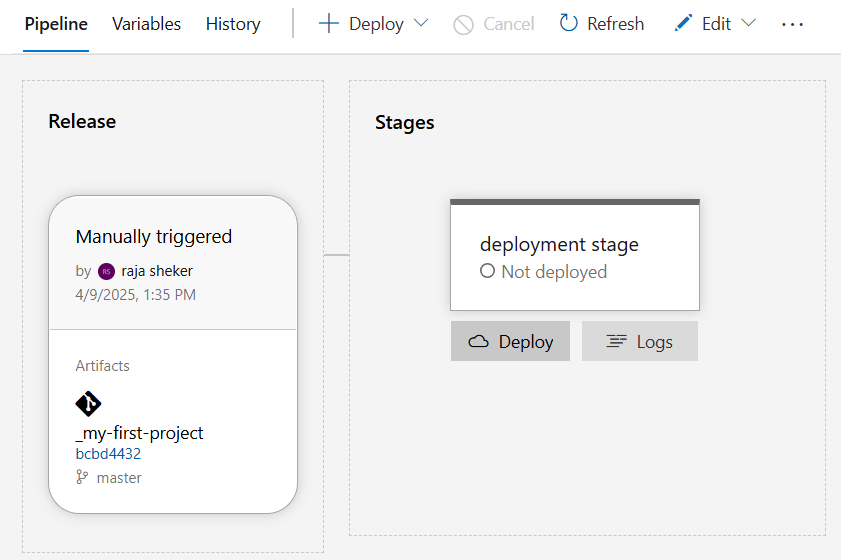 Pipeline Variables History Deploy Cancel Refresh Edit ...
Release
Stages
Manually triggered
by RS raja sheker
4/9/2025, 1:35 PM
Artifacts
_my-first-project
bcbd4432
master
deployment stage
Not deployed
Deploy Logs